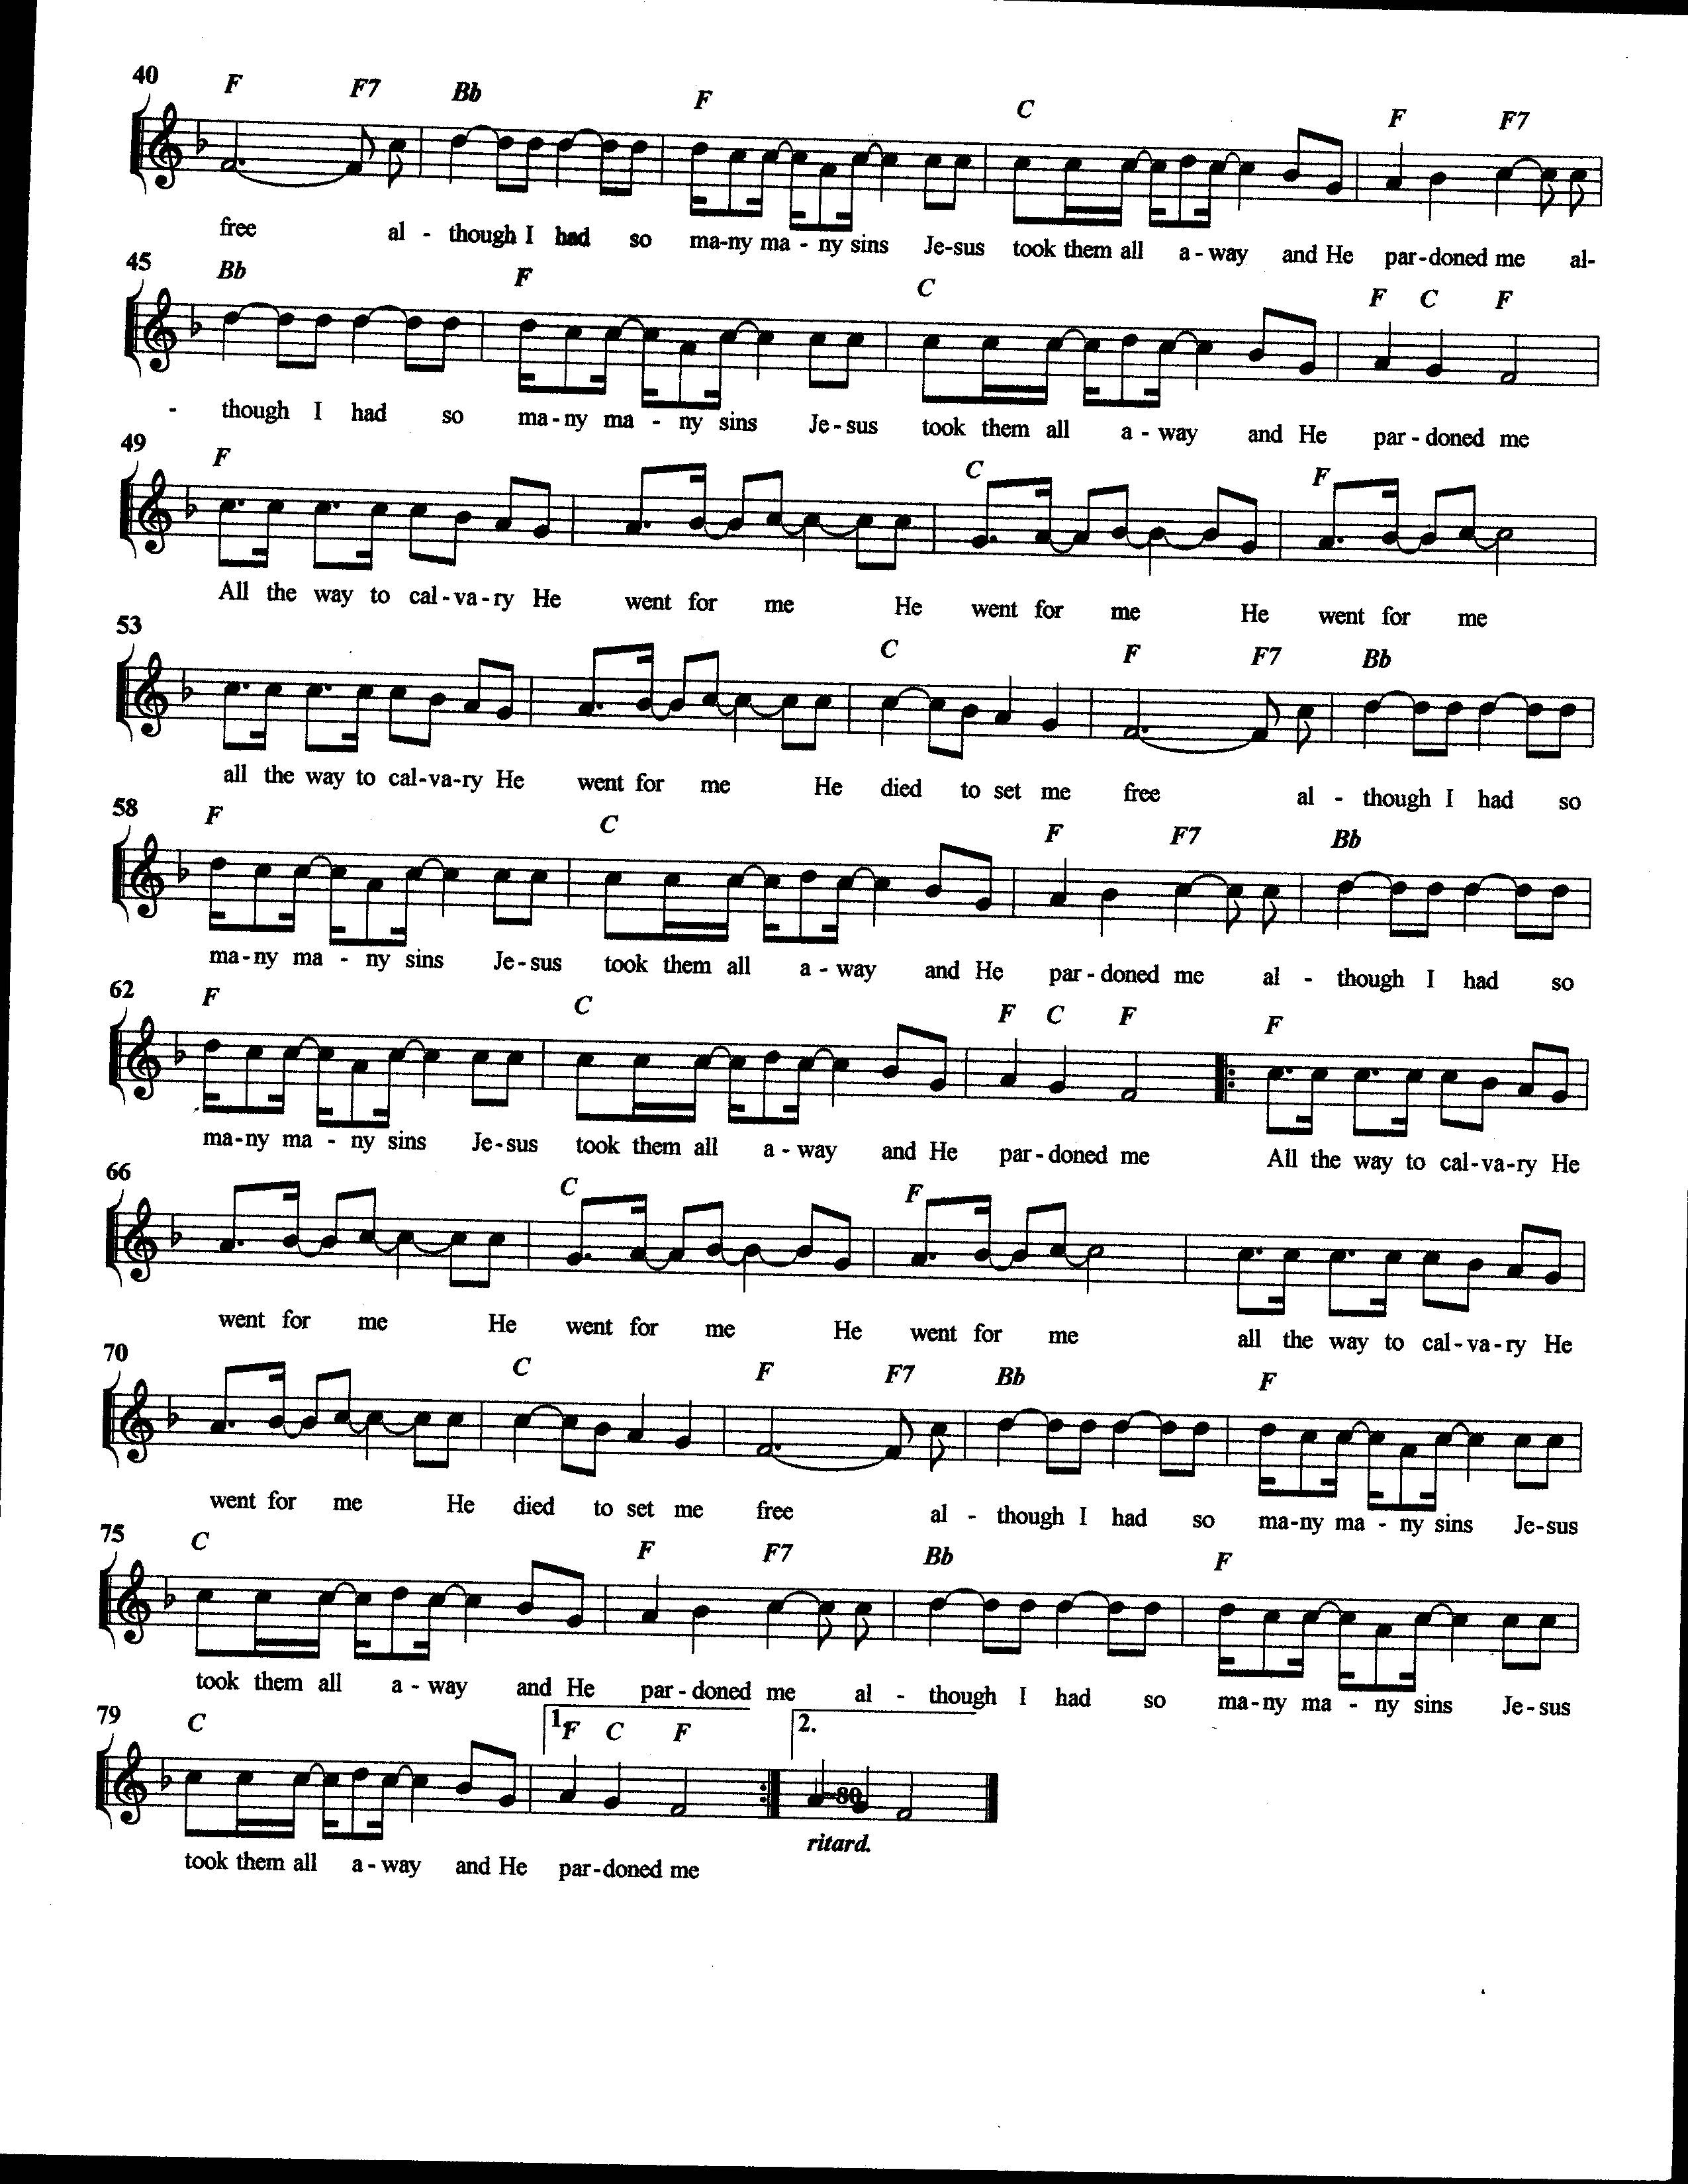 40 F F7 Bb F C F F7
free al - though I had so ma-ny ma - ny sins Je-sus took them all a - way and He par-doned me al-
45 Bb F C F C F
- though I had so ma-ny ma - ny sins Je-sus took them all a-way and He par-doned me
49 F C F
All the way to cal-va-ry He went for me He went for me He went for me
53 C F F7 Bb
all the way to cal-va-ry He went for me He died to set me free al - though I had so
58 F C F F7 Bb
ma-ny ma - ny sins Je-sus took them all a-way and He par-doned me al - though I had so
62 F C F C F F
ma-ny ma - ny sins Je-sus took them all a-way and He par-doned me All the way to cal-va-ry He
66 C F
went for me He went for me He went for me all the way to cal-va-ry He
70 C F F7 Bb F
went for me He died to set me free al - though I had so ma-ny ma - ny sins Je-sus
75 C F F7 Bb F
took them all a-way and He par-doned me al - though I had so ma-ny ma - ny sins Je-sus
79 C 1. F C F 2.
80
ritard.
took them all a-way and He par-doned me